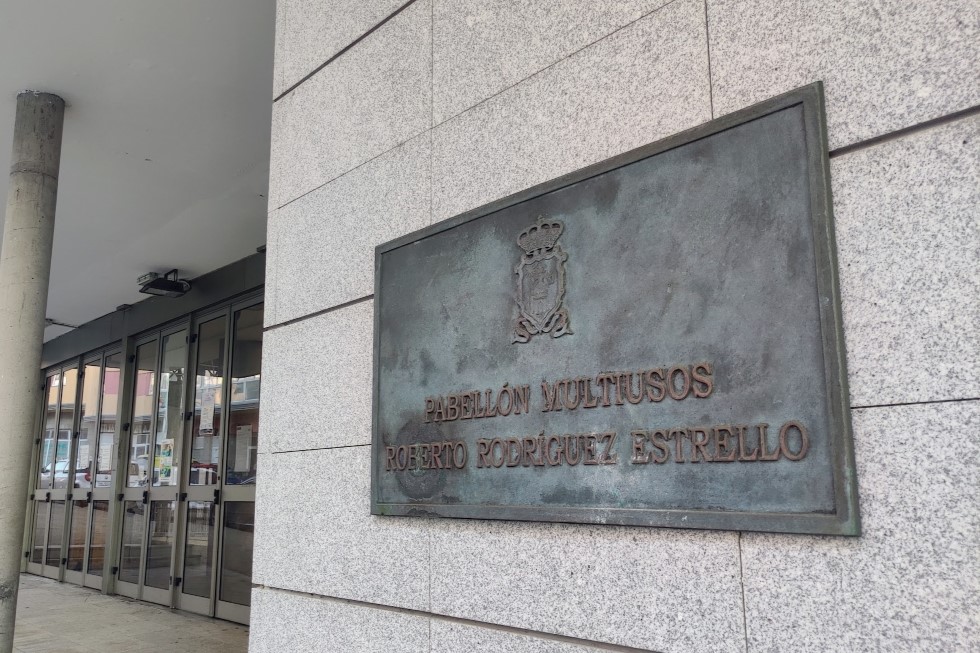 PABELLÓN MULTIUSOS
ROBERTO RODRÍGUEZ ESTRELLO